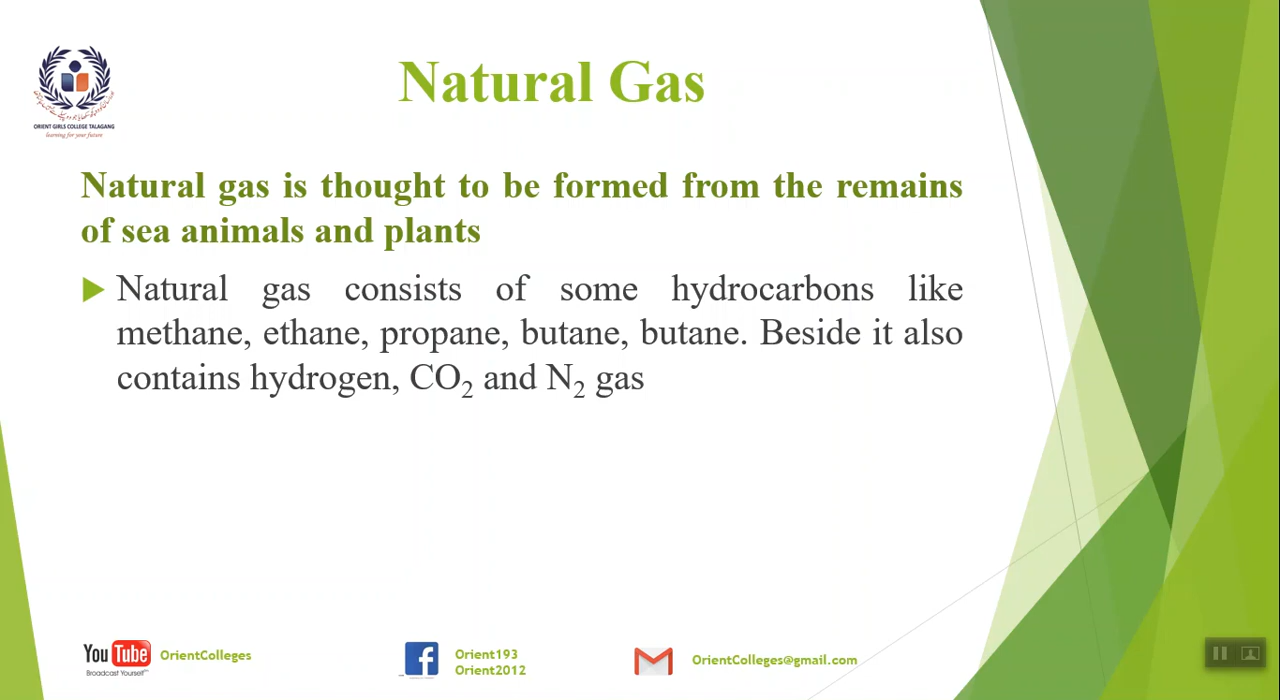 ORIENT GIRLS COLLEGE TALAGANG
learning for your future
Natural Gas
Natural gas is thought to be formed from the remains
of sea animals and plants
Natural gas consists of some hydrocarbons like
methane, ethane, propane, butane, butane. Beside it also
contains hydrogen, CO₂ and N₂ gas
YouTube
Broadcast Yourself™
OrientColleges
Orient193
Orient2012
OrientColleges@gmail.com